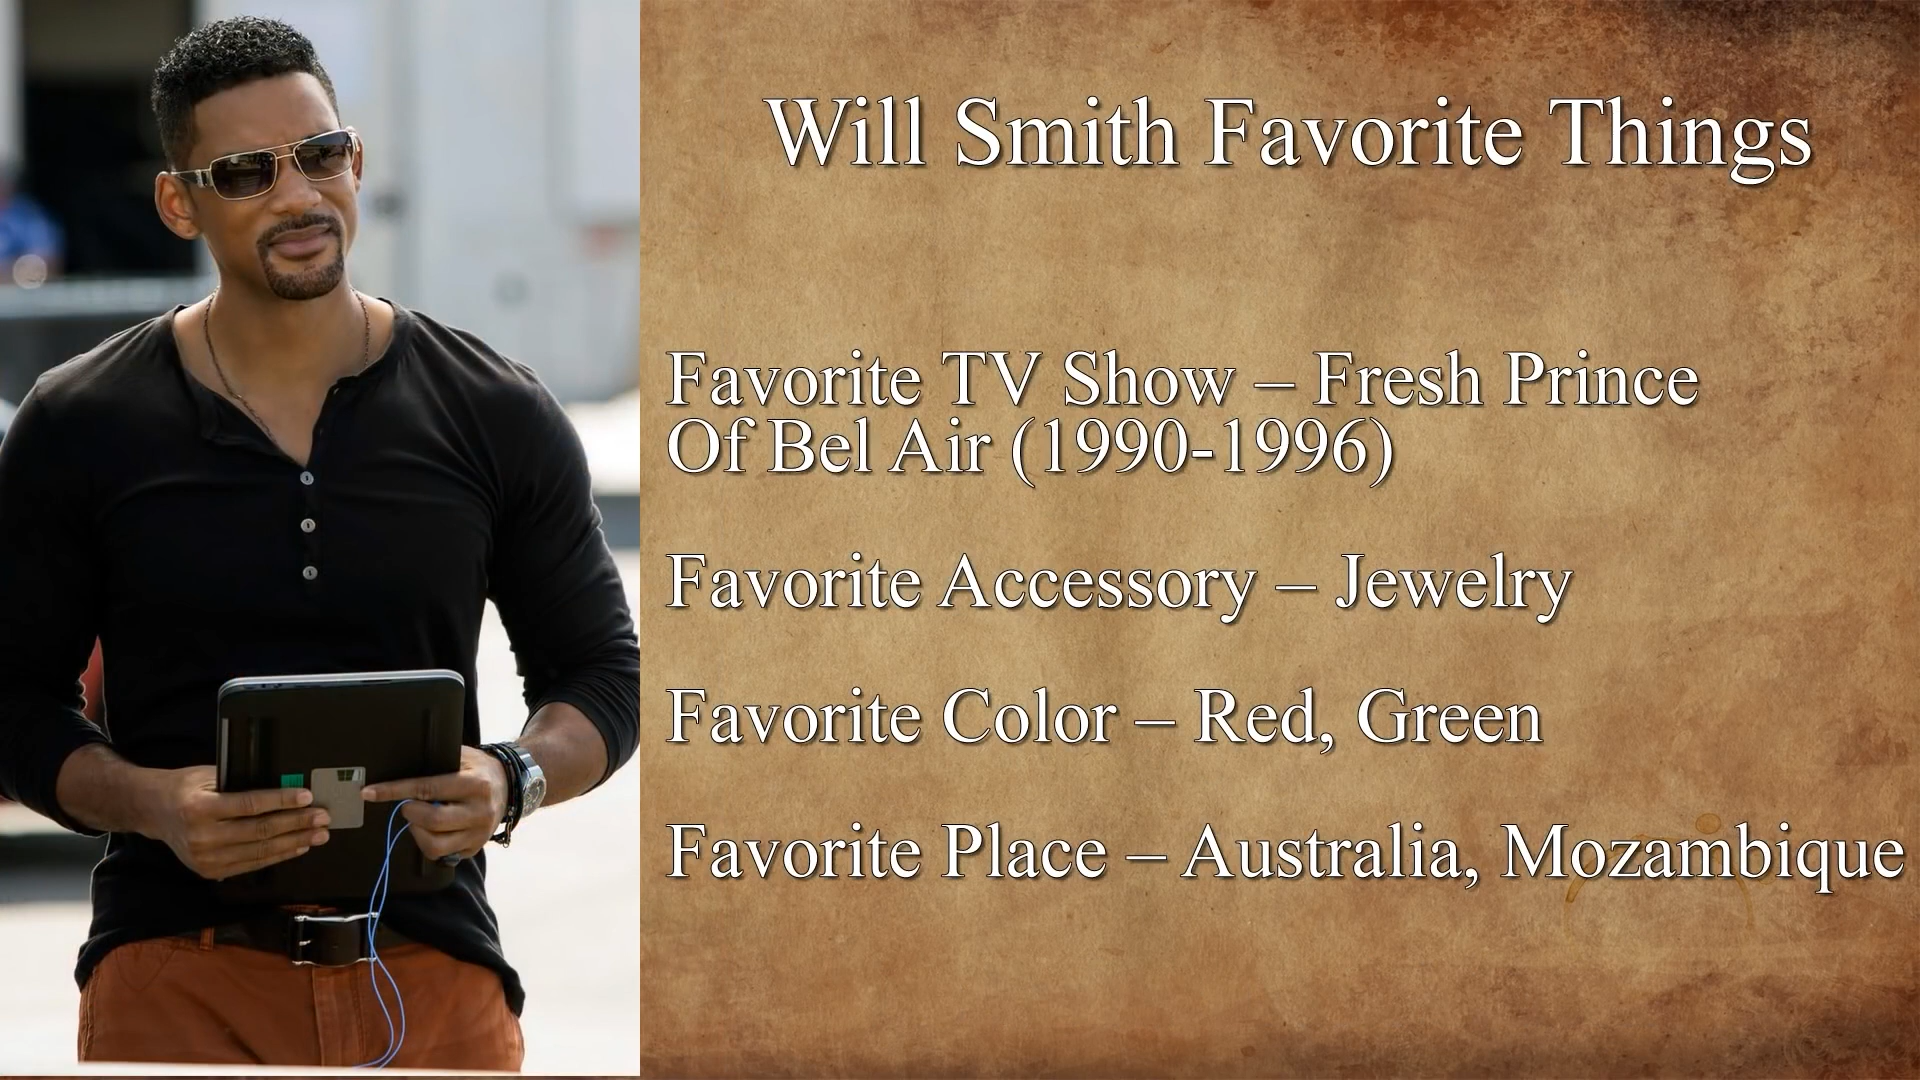 Will Smith Favorite Things
Favorite TV Show – Fresh Prince
Of Bel Air (1990-1996)
Favorite Accessory – Jewelry
Favorite Color – Red, Green
Favorite Place – Australia, Mozambique